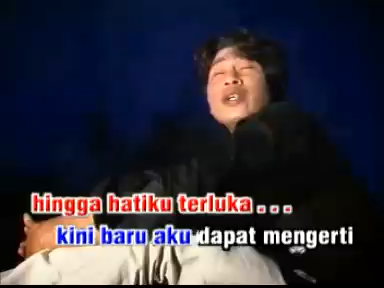 hingga hatiku terluka . . .
kini baru aku dapat mengerti